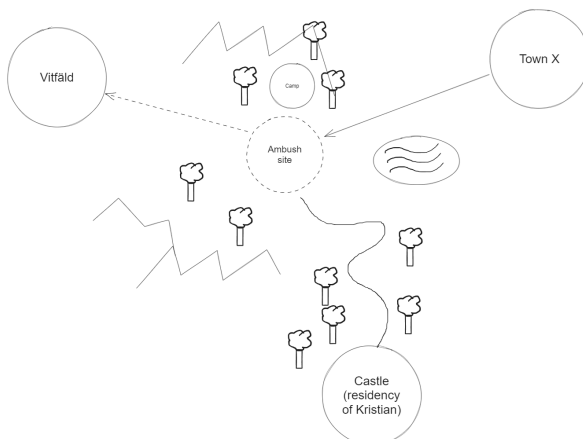 Vitfäld
Town X
Camp
Ambush
site
Castle
(residency
of Kristian)